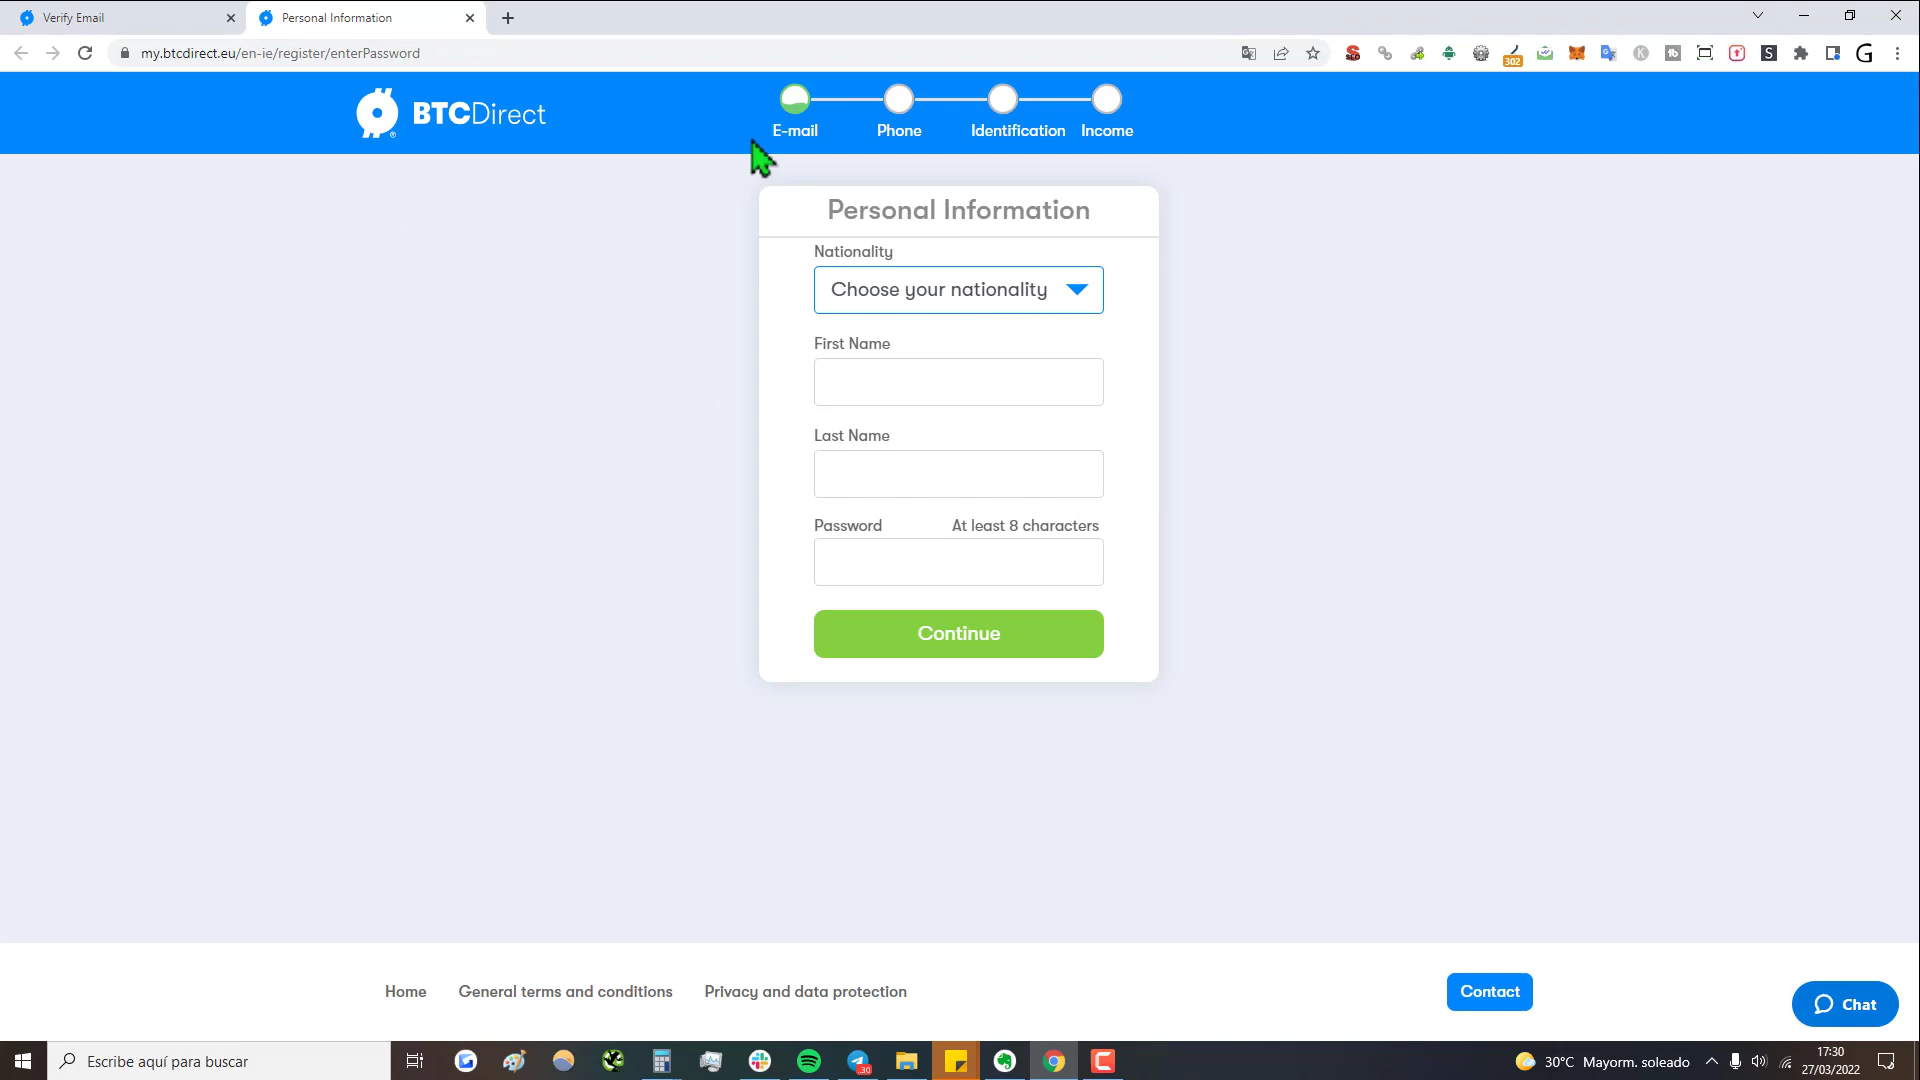 Verify Email
Personal Information
my.btcdirect.eu/en-ie/register/enterPassword
302
BTCDirect
E-mail
Phone
Identification
Income
Personal Information
Nationality
Choose your nationality
First Name
Last Name
Password
At least 8 characters
Continue
Home
General terms and conditions
Privacy and data protection
Contact
Chat
Escribe aquí para buscar
30
30°C Mayorm. soleado
17:30
27/03/2022